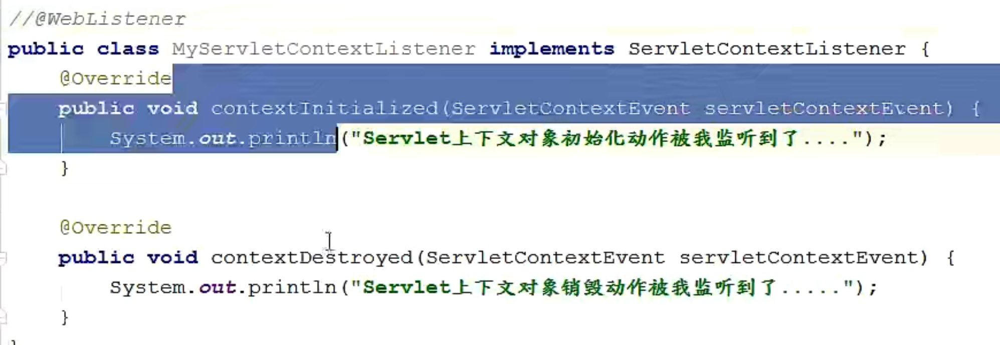 //@WebListener
public class MyServletContextListener implements ServletContextListener {
@Override
public void contextInitialized(ServletContextEvent servletContextEvent) {
System.out.println("Servlet上下文对象初始化动作被我监听到了....");
}
@Override
public void contextDestroyed(ServletContextEvent servletContextEvent) {
System.out.println("Servlet上下文对象销毁动作被我监听到了.....");
}
}